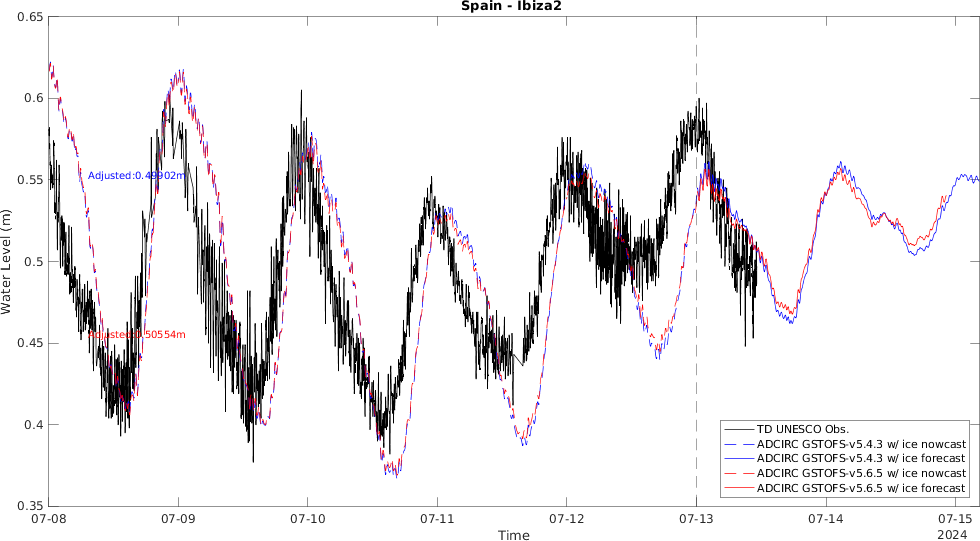 Spain - Ibiza2
0.65
0.6
0.55
0.5
0.45
0.4
0.35
Water Level (m)
Adjusted:0.49902m
Adjusted:0.50554m
TD UNESCO Obs.
ADCIRC GSTOFS-v5.4.3 w/ ice nowcast
ADCIRC GSTOFS-v5.4.3 w/ ice forecast
ADCIRC GSTOFS-v5.6.5 w/ ice nowcast
ADCIRC GSTOFS-v5.6.5 w/ ice forecast
07-08 07-09 07-10 07-11 07-12 07-13 07-14 07-15
Time
2024